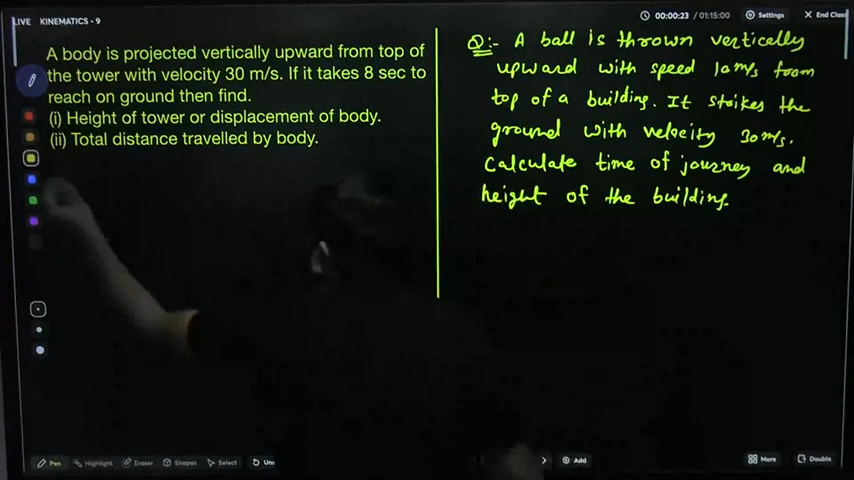 LIVE KINEMATICS - 9
00:00:23 / 01:15:00 Settings End Class
A body is projected vertically upward from top of
the tower with velocity 30 m/s. If it takes 8 sec to
reach on ground then find.
(i) Height of tower or displacement of body.
(ii) Total distance travelled by body.
Q:- A ball is thrown vertically
upward with speed 10 m/s from
top of a building. It strikes the
ground with velocity 30 m/s.
Calculate time of journey and
height of the building.
Pen Highlight Eraser Shapes Select Un
Add More Doubts